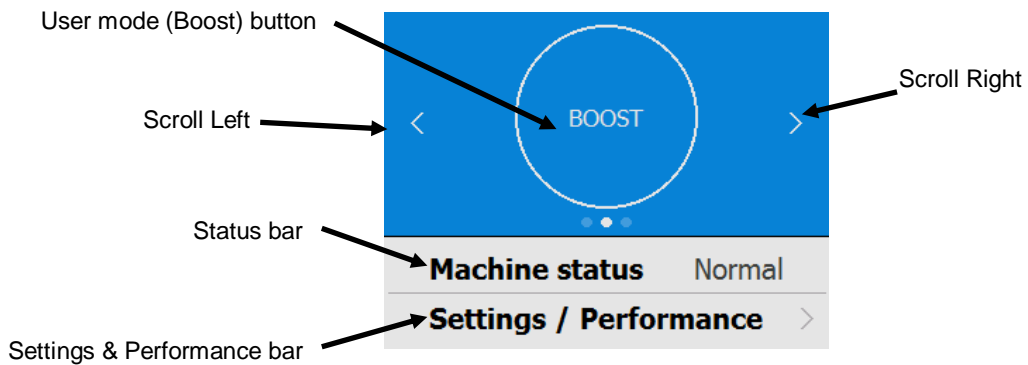 User mode (Boost) button
Scroll Right
Scroll Left
BOOST
Status bar
Machine status Normal
Settings / Performance
Settings & Performance bar